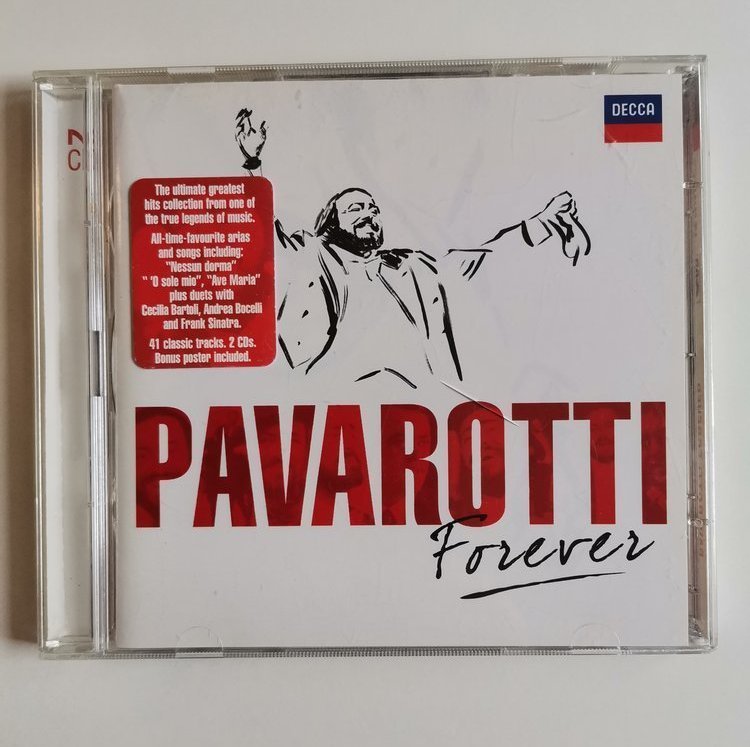 DECCA
The ultimate greatest
hits collection from one of
the true legends of music.
All-time-favourite arias
and songs including:
"Nessun dorma"
" 'O sole mio", "Ave Maria"
plus duets with
Cecilia Bartoli, Andrea Bocelli
and Frank Sinatra.
41 classic tracks. 2 CDs.
Bonus poster included.
PAVAROTTI
Forever